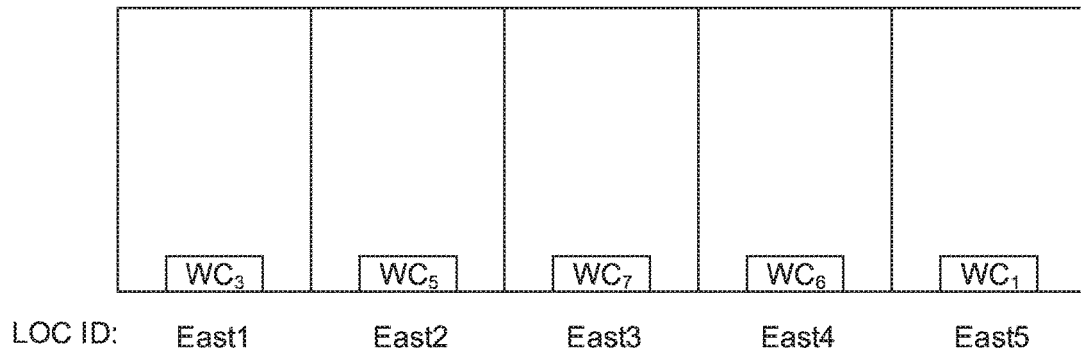 WC₃ WC₅ WC₇ WC₆ WC₁
LOC ID: East1 East2 East3 East4 East5